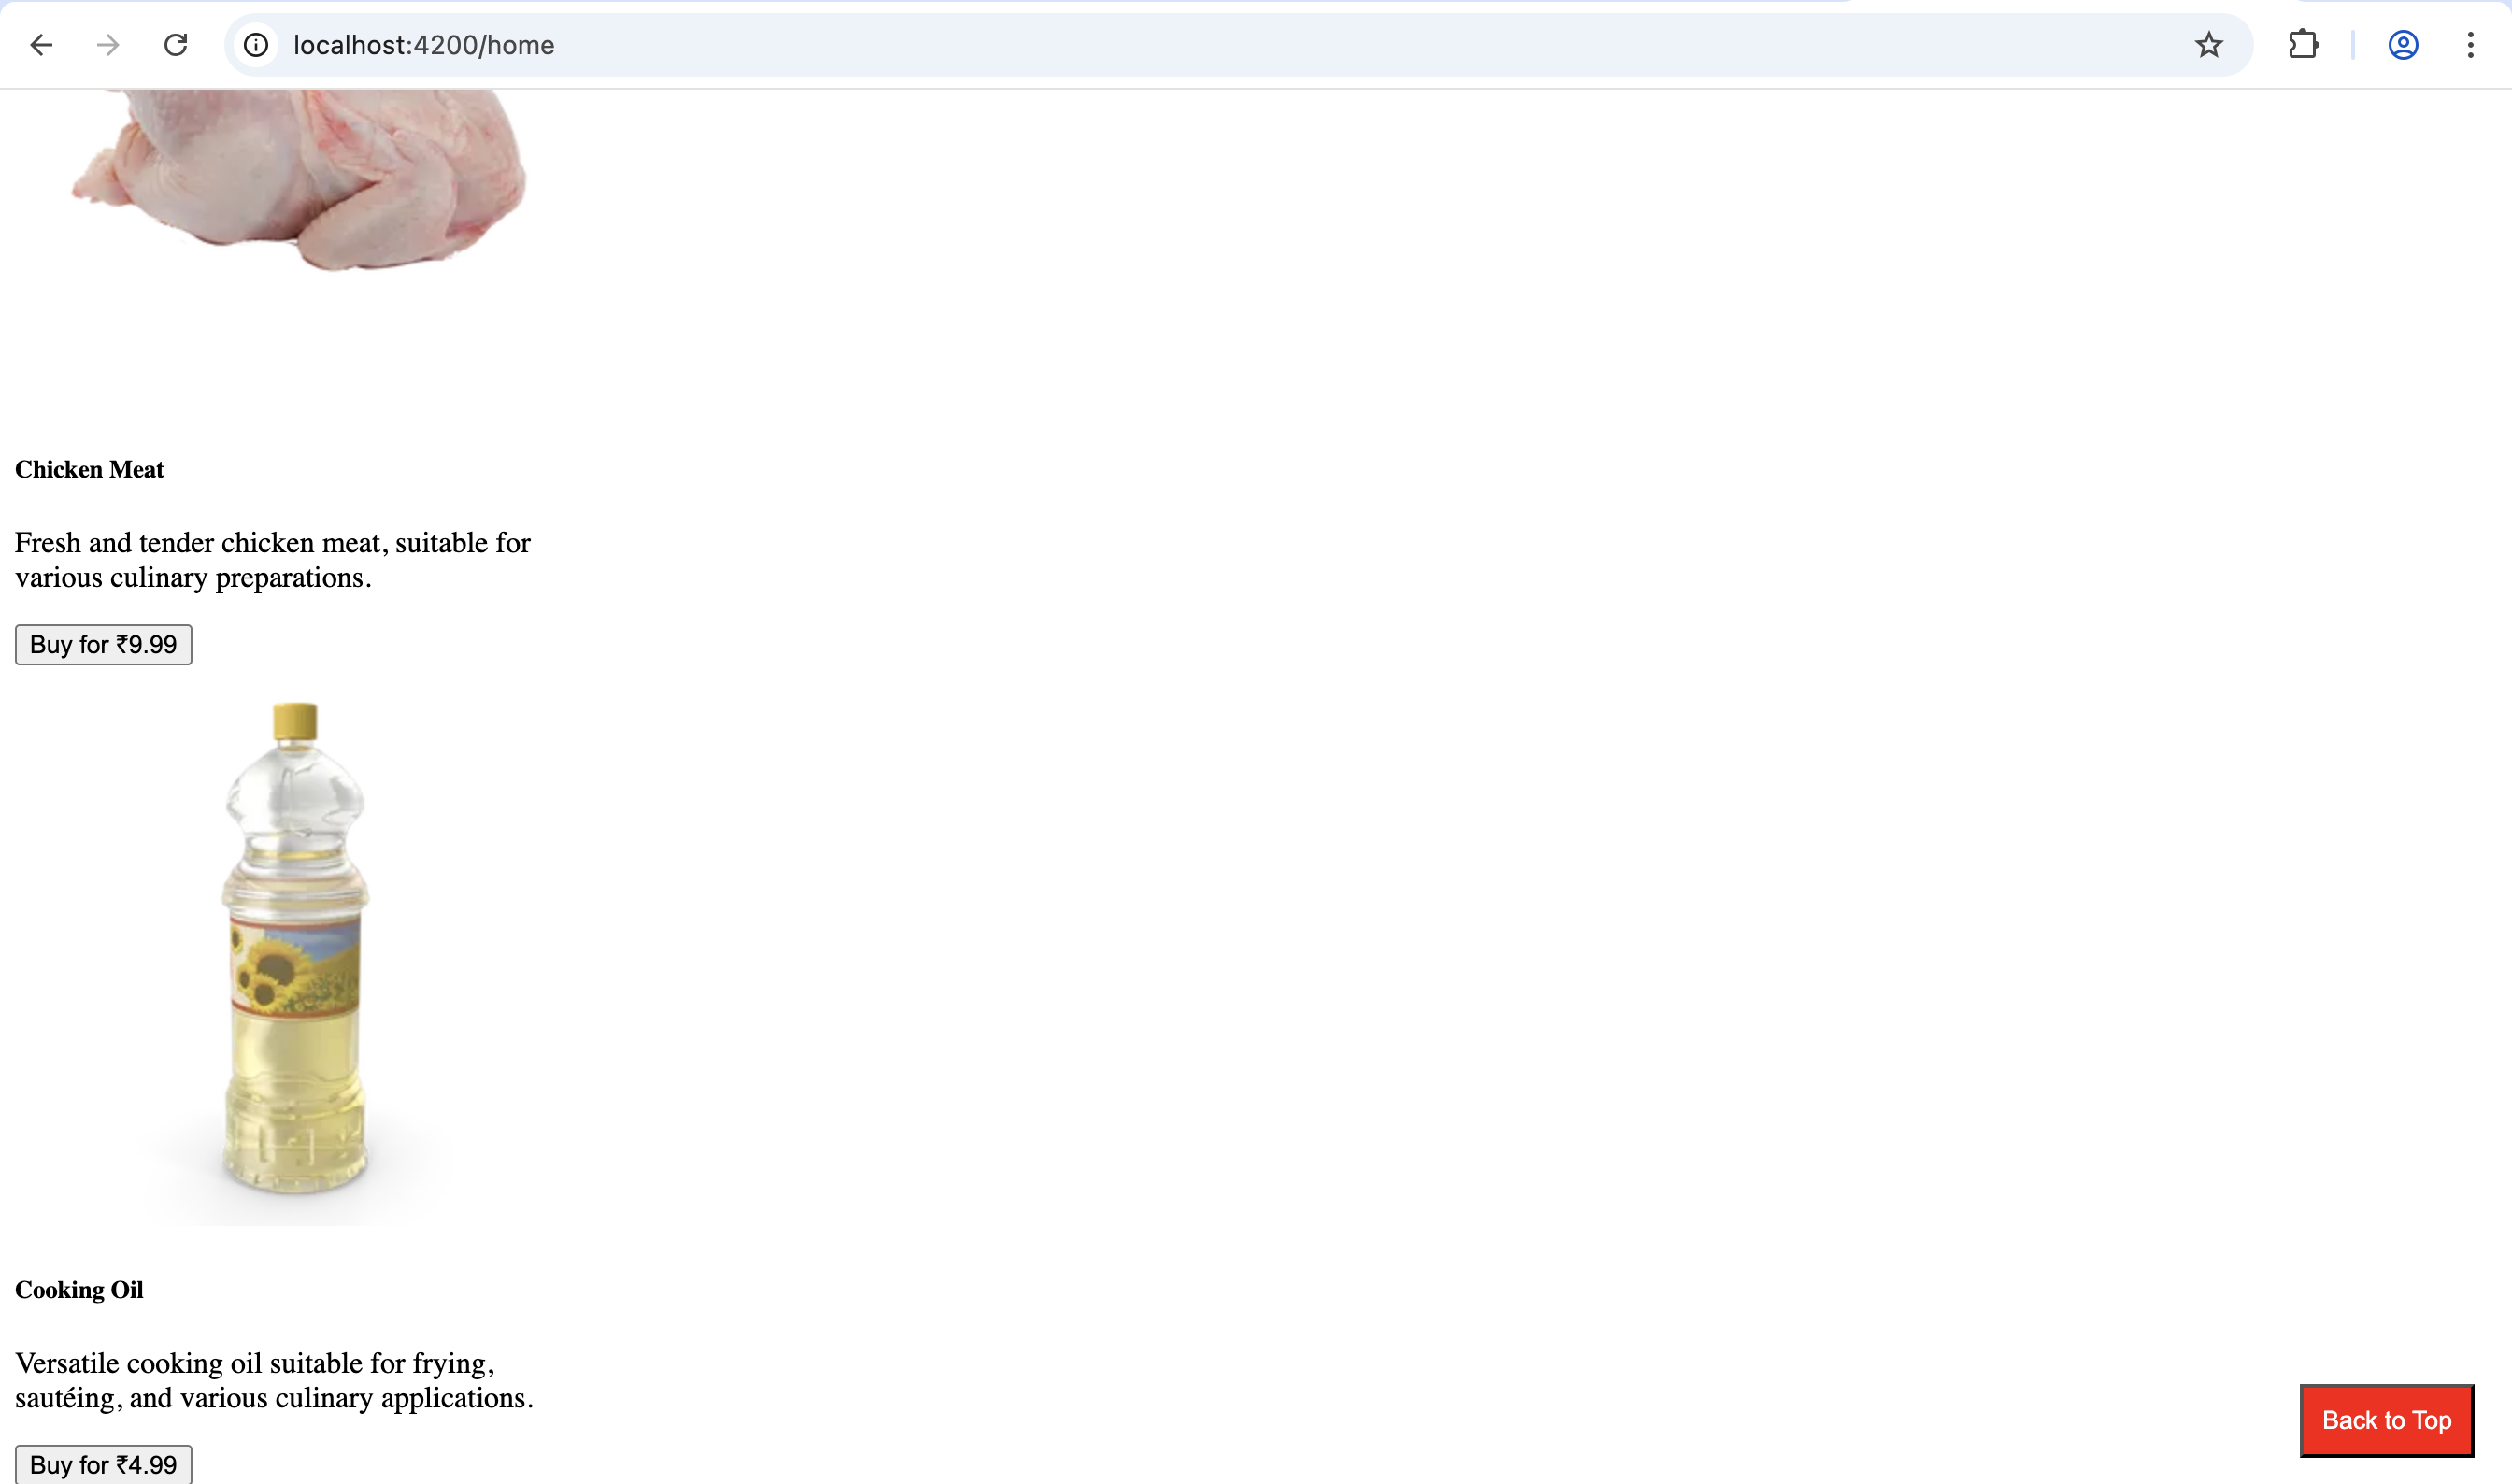 localhost:4200/home
Chicken Meat
Fresh and tender chicken meat, suitable for
various culinary preparations.
Buy for ₹9.99
Cooking Oil
Versatile cooking oil suitable for frying,
sautéing, and various culinary applications.
Buy for ₹4.99
Back to Top